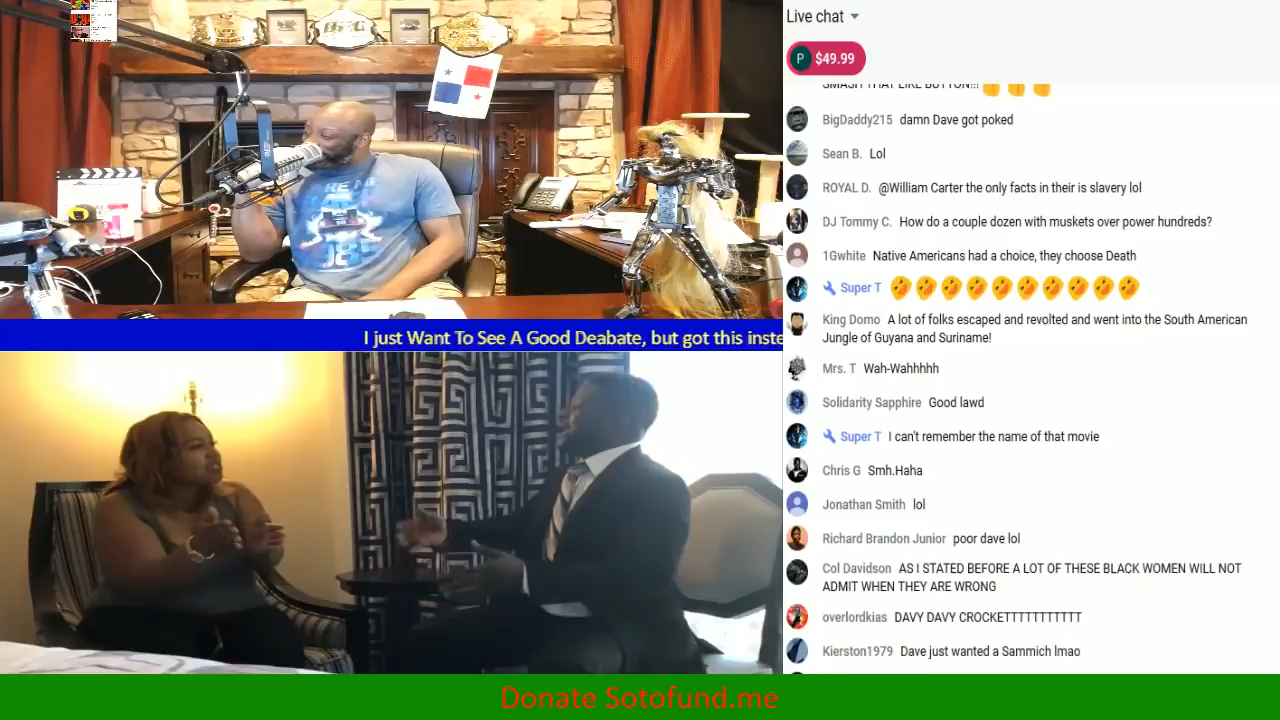 Live chat
P $49.99
SMASH THAT LIKE BUTTON!!!
BigDaddy215 damn Dave got poked
Sean B. Lol
ROYAL D. @William Carter the only facts in their is slavery lol
DJ Tommy C. How do a couple dozen with muskets over power hundreds?
1Gwhite Native Americans had a choice, they choose Death
Super T
King Domo A lot of folks escaped and revolted and went into the South American
Jungle of Guyana and Suriname!
Mrs. T Wah-Wahhhhh
Solidarity Sapphire Good lawd
Super T I can't remember the name of that movie
Chris G Smh.Haha
Jonathan Smith lol
Richard Brandon Junior poor dave lol
Col Davidson AS I STATED BEFORE A LOT OF THESE BLACK WOMEN WILL NOT
ADMIT WHEN THEY ARE WRONG
overlordkias DAVY DAVY CROCKETTTTTTTTTTT
Kierston1979 Dave just wanted a Sammich lmao
I just Want To See A Good Deabate, but got this inste
Donate Sotofund.me